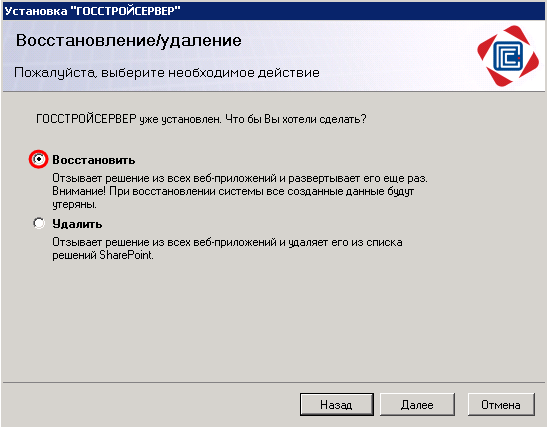 Установка "ГОССТРОЙСЕРВЕР"
Восстановление/удаление
Пожалуйста, выберите необходимое действие
ГОССТРОЙСЕРВЕР уже установлен. Что бы Вы хотели сделать?
Восстановить
Отзывает решение из всех веб-приложений и развертывает его еще раз.
Внимание! При восстановлении системы все созданные данные будут
утеряны.
Удалить
Отзывает решение из всех веб-приложений и удаляет его из списка
решений SharePoint.
Назад Далее Отмена